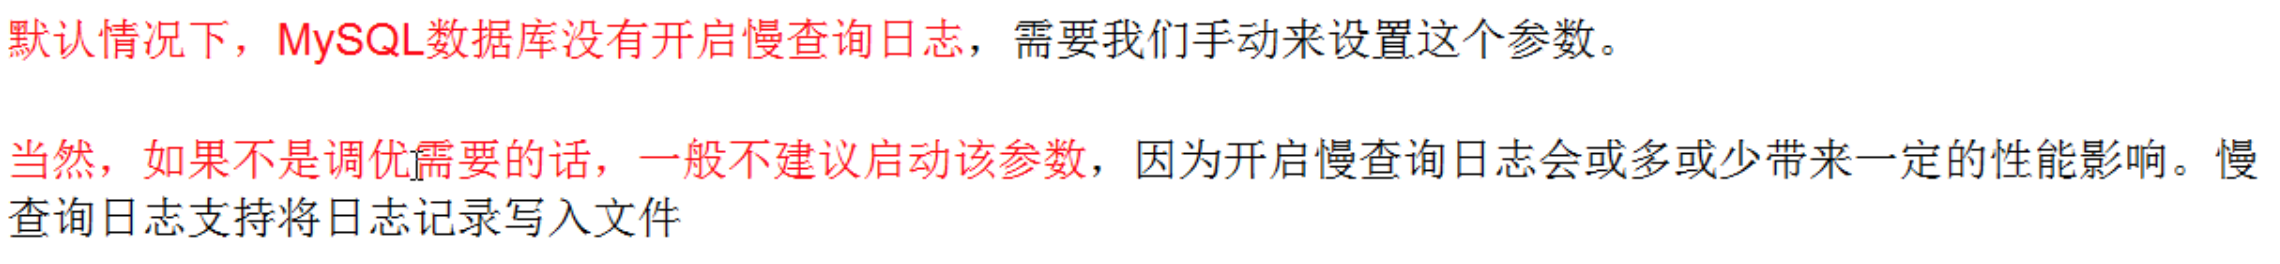 默认情况下，MySQL数据库没有开启慢查询日志，需要我们手动来设置这个参数。
当然，如果不是调优需要的话，一般不建议启动该参数，因为开启慢查询日志会或多或少带来一定的性能影响。慢
查询日志支持将日志记录写入文件